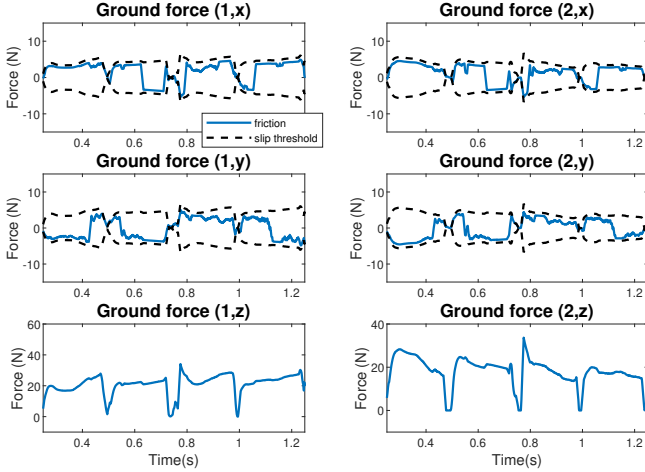 Ground force (1,x)
Force (N)
10
0
-10
0.4 0.6 0.8 1 1.2
friction
slip threshold
Ground force (2,x)
10
0
-10
0.4 0.6 0.8 1 1.2
Ground force (1,y)
Force (N)
10
0
-10
0.4 0.6 0.8 1 1.2
Ground force (2,y)
10
0
-10
0.4 0.6 0.8 1 1.2
Ground force (1,z)
Force (N)
60
40
20
0
0.4 0.6 0.8 1 1.2
Time(s)
Ground force (2,z)
Force (N)
40
20
0
0.4 0.6 0.8 1 1.2
Time(s)